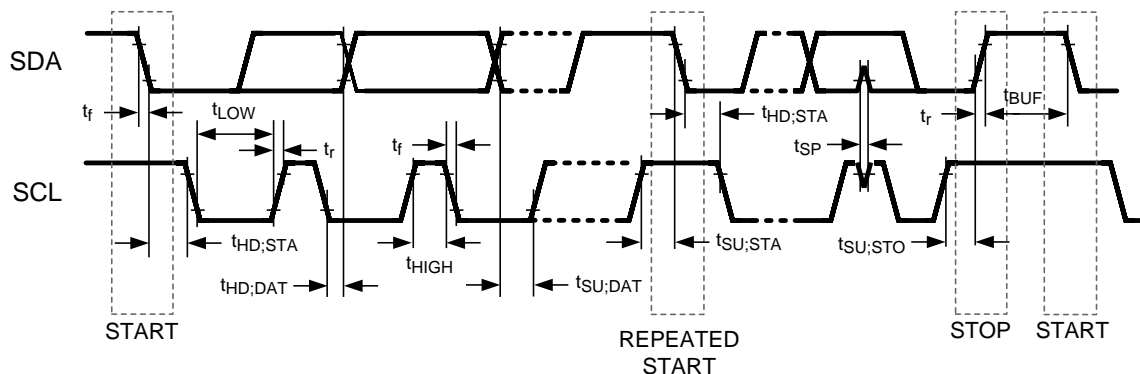 SDA
t_f
t_LOW
t_r
t_f
t_HD;STA
t_SP
t_r
t_BUF
SCL
t_HD;STA
t_HD;DAT
t_HIGH
t_SU;DAT
t_SU;STA
t_SU;STO
START
REPEATED
START
STOP
START